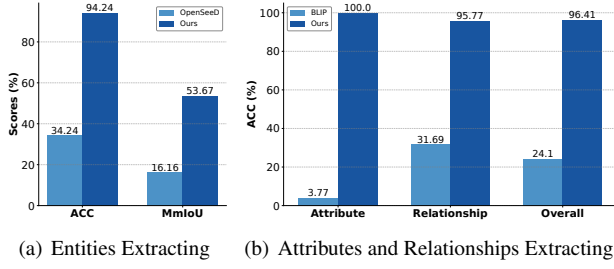 94.24
OpenSeeD
Ours
80
60
53.67
40
34.24
20
16.16
0
ACC
MmIoU
Scores (%)
(a) Entities Extracting
100
100.0
95.77
96.41
BLIP
Ours
80
60
40
31.69
24.1
20
3.77
0
Attribute
Relationship
Overall
ACC (%)
(b) Attributes and Relationships Extracting